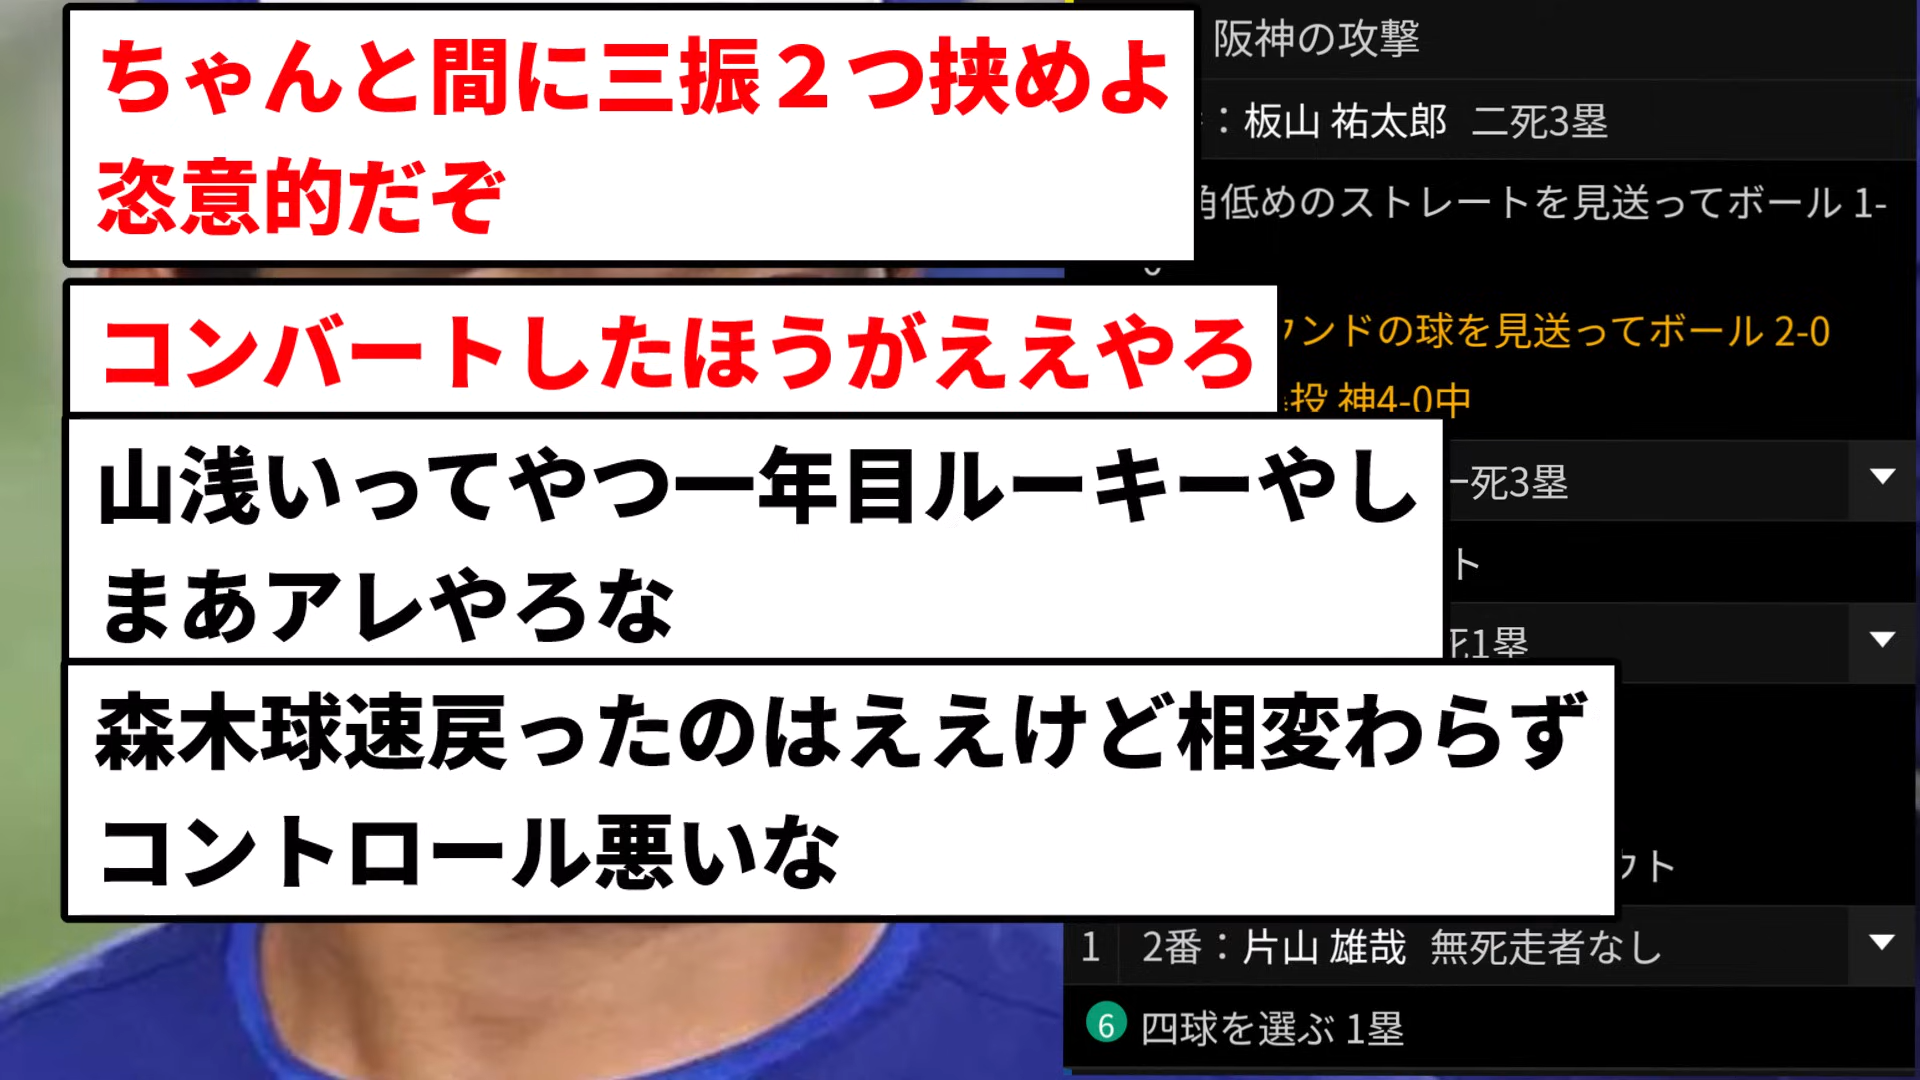 ちゃんと間に三振２つ挟めよ
恣意的だぞ
コンバートしたほうがええやろ
山浅いってやつ一年目ルーキーやし
まあアレやろな
森木球速戻ったのはええけど相変わらず
コントロール悪いな
阪神の攻撃
：板山 祐太郎 二死3塁
角低めのストレートを見送ってボール 1-
ウンドの球を見送ってボール 2-0
投 神4-0中
一死3塁
ト
死1塁
ウト
1 2番：片山 雄哉 無死走者なし
6 四球を選ぶ 1塁